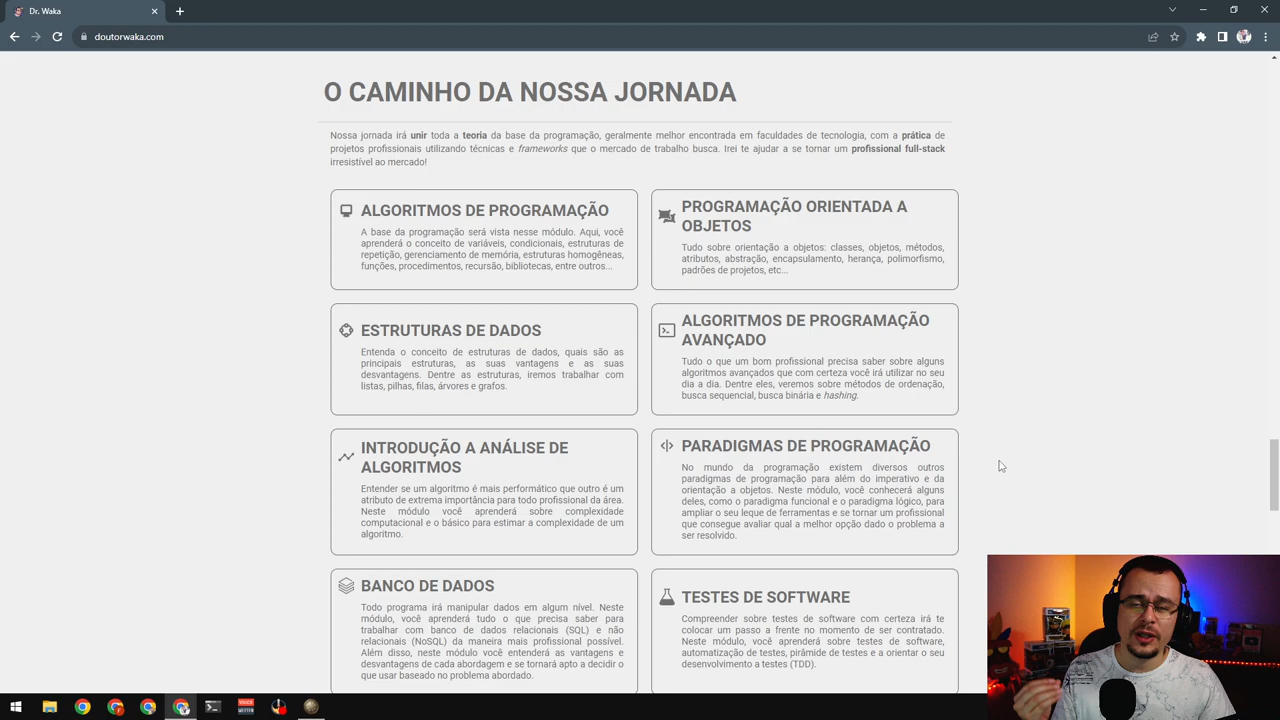 Dr. Waka
doutorwaka.com
O CAMINHO DA NOSSA JORNADA
Nossa jornada irá unir toda a teoria da base da programação, geralmente melhor encontrada em faculdades de tecnologia, com a prática de
projetos profissionais utilizando técnicas e frameworks que o mercado de trabalho busca. Irei te ajudar a se tornar um profissional full-stack
irresistível ao mercado!
ALGORITMOS DE PROGRAMAÇÃO
A base da programação será vista nesse módulo. Aqui, você
aprenderá o conceito de variáveis, condicionais, estruturas de
repetição, gerenciamento de memória, estruturas homogêneas,
funções, procedimentos, recursão, bibliotecas, entre outros...
PROGRAMAÇÃO ORIENTADA A
OBJETOS
Tudo sobre orientação a objetos: classes, objetos, métodos,
atributos, abstração, encapsulamento, herança, polimorfismo,
padrões de projetos, etc...
ESTRUTURAS DE DADOS
Entenda o conceito de estruturas de dados, quais são as
principais estruturas, as suas vantagens e as suas
desvantagens. Dentre as estruturas, iremos trabalhar com
listas, pilhas, filas, árvores e grafos.
ALGORITMOS DE PROGRAMAÇÃO
AVANÇADO
Tudo o que um bom profissional precisa saber sobre alguns
algoritmos avançados que com certeza você irá utilizar no seu
dia a dia. Dentre eles, veremos sobre métodos de ordenação,
busca sequencial, busca binária e hashing.
INTRODUÇÃO A ANÁLISE DE
ALGORITMOS
Entender se um algoritmo é mais performático que outro é um
atributo de extrema importância para todo profissional da área.
Neste módulo você aprenderá sobre complexidade
computacional e o básico para estimar a complexidade de um
algoritmo.
PARADIGMAS DE PROGRAMAÇÃO
No mundo da programação existem diversos outros
paradigmas de programação para além do imperativo e da
orientação a objetos. Neste módulo, você conhecerá alguns
deles, como o paradigma funcional e o paradigma lógico, para
ampliar o seu leque de ferramentas e se tornar um profissional
que consegue avaliar qual a melhor opção dado o problema a
ser resolvido.
BANCO DE DADOS
Todo programa irá manipular dados em algum nível. Neste
módulo, você aprenderá tudo o que precisa saber para
trabalhar com banco de dados relacionais (SQL) e não
relacionais (NoSQL) da maneira mais profissional possível.
Além disso, neste módulo você entenderá as vantagens e
desvantagens de cada abordagem e se tornará apto a decidir o
que usar baseado no problema abordado.
TESTES DE SOFTWARE
Compreender sobre testes de software com certeza irá te
colocar um passo a frente no momento de ser contratado.
Neste módulo, você aprenderá sobre testes de software,
automatização de testes, pirâmide de testes e a orientar o seu
desenvolvimento a testes (TDD).